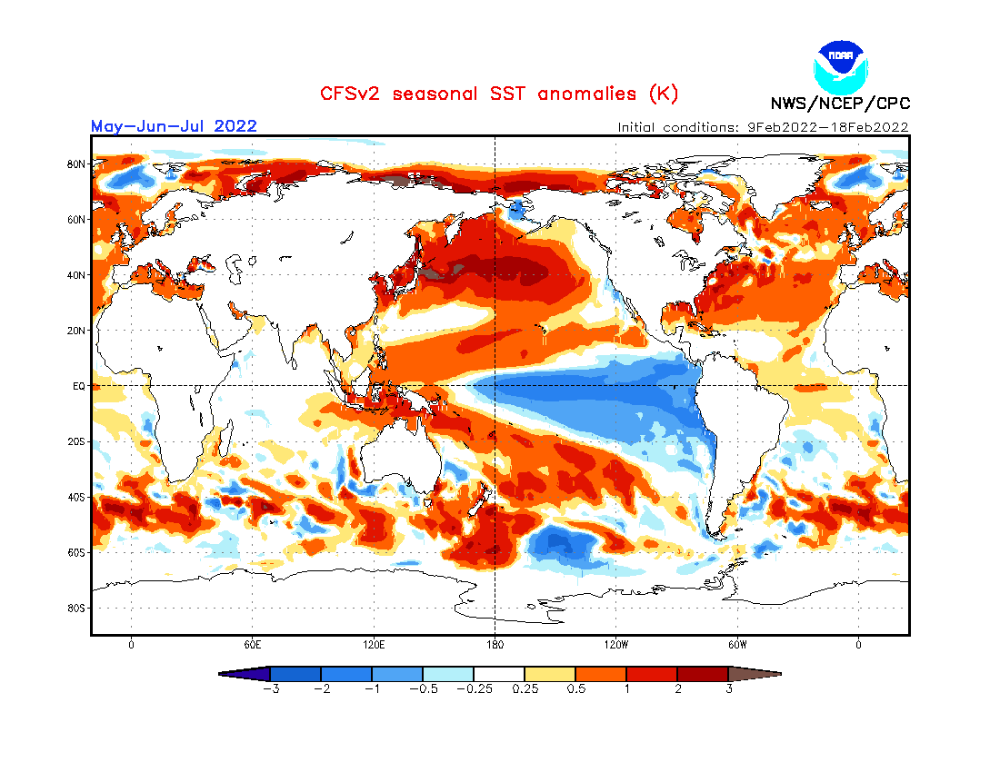 NOAA
CFSv2 seasonal SST anomalies (K)
NWS/NCEP/CPC
May-Jun-Jul 2022
Initial conditions: 9Feb2022-18Feb2022
80N
60N
40N
20N
EQ
20S
40S
60S
80S
0 60E 120E 180 120W 60W 0
-3 -2 -1 -0.5 -0.25 0.25 0.5 1 2 3